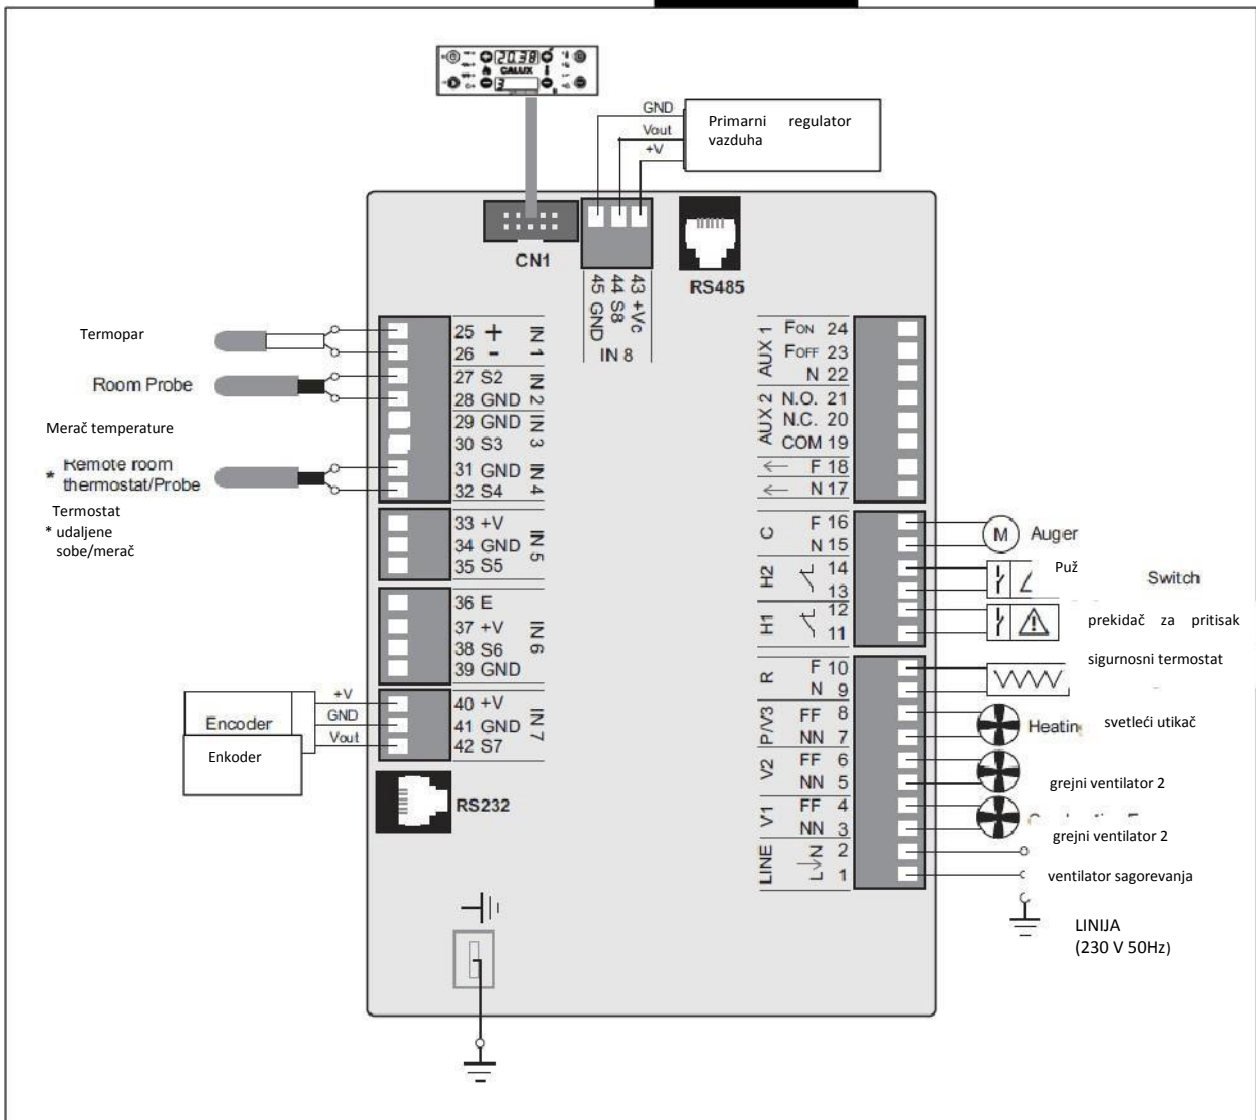 20.38
CALUX
3
GND
Vout
+V
Primarni regulator
vazduha
CN1
45 GND
44 S8
43 +Vc
IN 8
RS485
Termopar
Room Probe
Merač temperature
* Remote room
thermostat/Probe
Termostat
* udaljene
sobe/merač
25 +
26 -
IN 1
27 S2
28 GND
IN 2
29 GND
30 S3
IN 3
31 GND
32 S4
IN 4
33 +V
34 GND
35 S5
IN 5
36 E
37 +V
38 S6
39 GND
IN 6
40 +V
41 GND
42 S7
IN 7
+V
GND
Vout
Encoder
Enkoder
RS232
AUX 1
FON 24
FOFF 23
N 22
AUX 2
N.O. 21
N.C. 20
COM 19
F 18
N 17
C
F 16
N 15
H2
14
13
H1
12
11
R
F 10
N 9
P/V3
FF 8
NN 7
V2
FF 6
NN 5
V1
FF 4
NN 3
LINE
N 2
L 1
M
Auger
Puž
Switch
prekidač za pritisak
sigurnosni termostat
Heating
svetleći utikač
grejni ventilator 2
grejni ventilator 2
ventilator sagorevanja
LINIJA
(230 V 50Hz)